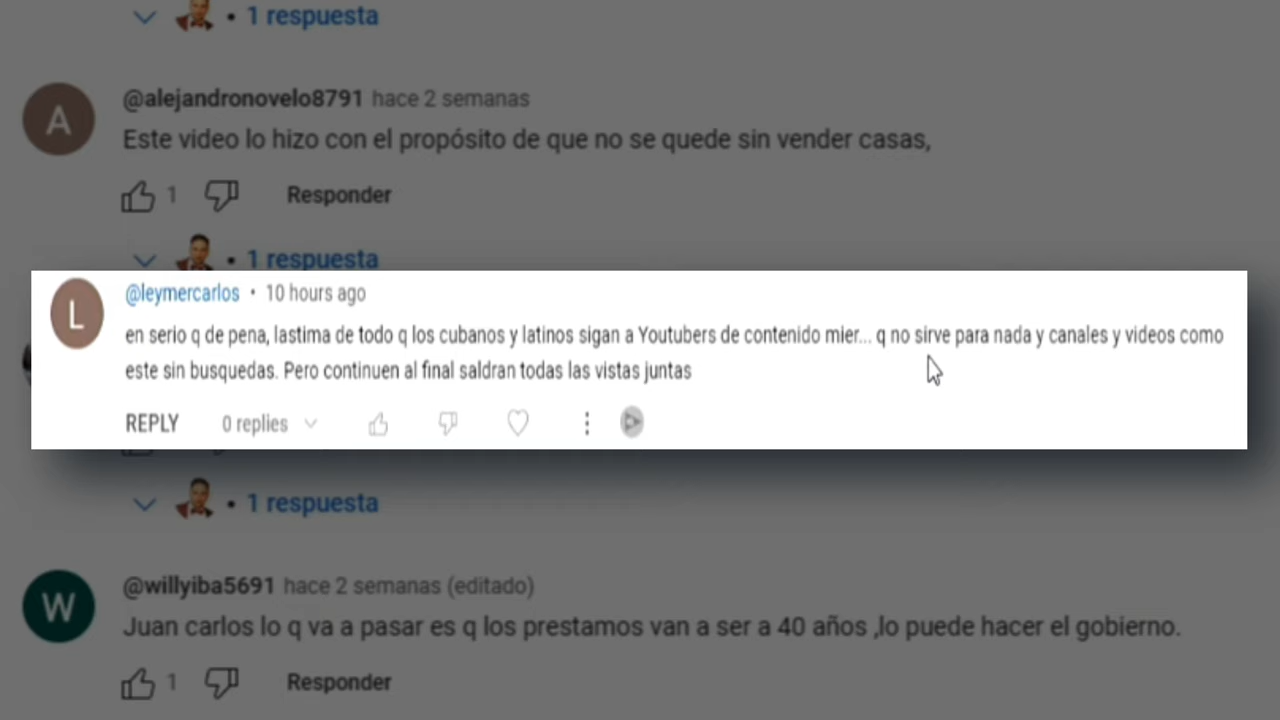 1 respuesta
A
@alejandronovelo8791 hace 2 semanas
Este video lo hizo con el propósito de que no se quede sin vender casas,
1 Responder
1 respuesta
L
@leymercarlos • 10 hours ago
en serio q de pena, lastima de todo q los cubanos y latinos sigan a Youtubers de contenido mier... q no sirve para nada y canales y videos como
este sin busquedas. Pero continuen al final saldran todas las vistas juntas
REPLY 0 replies
1 respuesta
W
@willyiba5691 hace 2 semanas (editado)
Juan carlos lo q va a pasar es q los prestamos van a ser a 40 años ,lo puede hacer el gobierno.
1 Responder